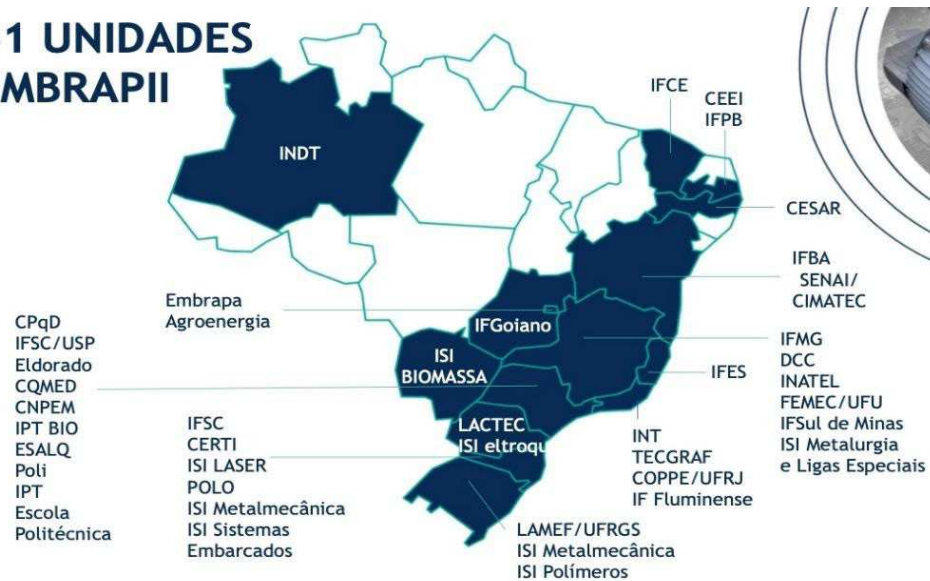 1 UNIDADES
MBRAPII
INDT
IFCE
CEEI
IFPB
CESAR
IFBA
SENAI/
CIMATEC
Embrapa
Agroenergia
IFGoiano
ISI
BIOMASSA
IFMG
DCC
INATEL
FEMEC/UFU
IFSul de Minas
ISI Metalurgia
e Ligas Especiais
IFES
CPqD
IFSC/USP
Eldorado
CQMED
CNPEM
IPT BIO
ESALQ
Poli
IPT
Escola
Politécnica
IFSC
CERTI
ISI LASER
POLO
ISI Metalmecânica
ISI Sistemas
Embarcados
LACTEC
ISI eltroqu
INT
TECGRAF
COPPE/UFRJ
IF Fluminense
LAMEF/UFRGS
ISI Metalmecânica
ISI Polímeros